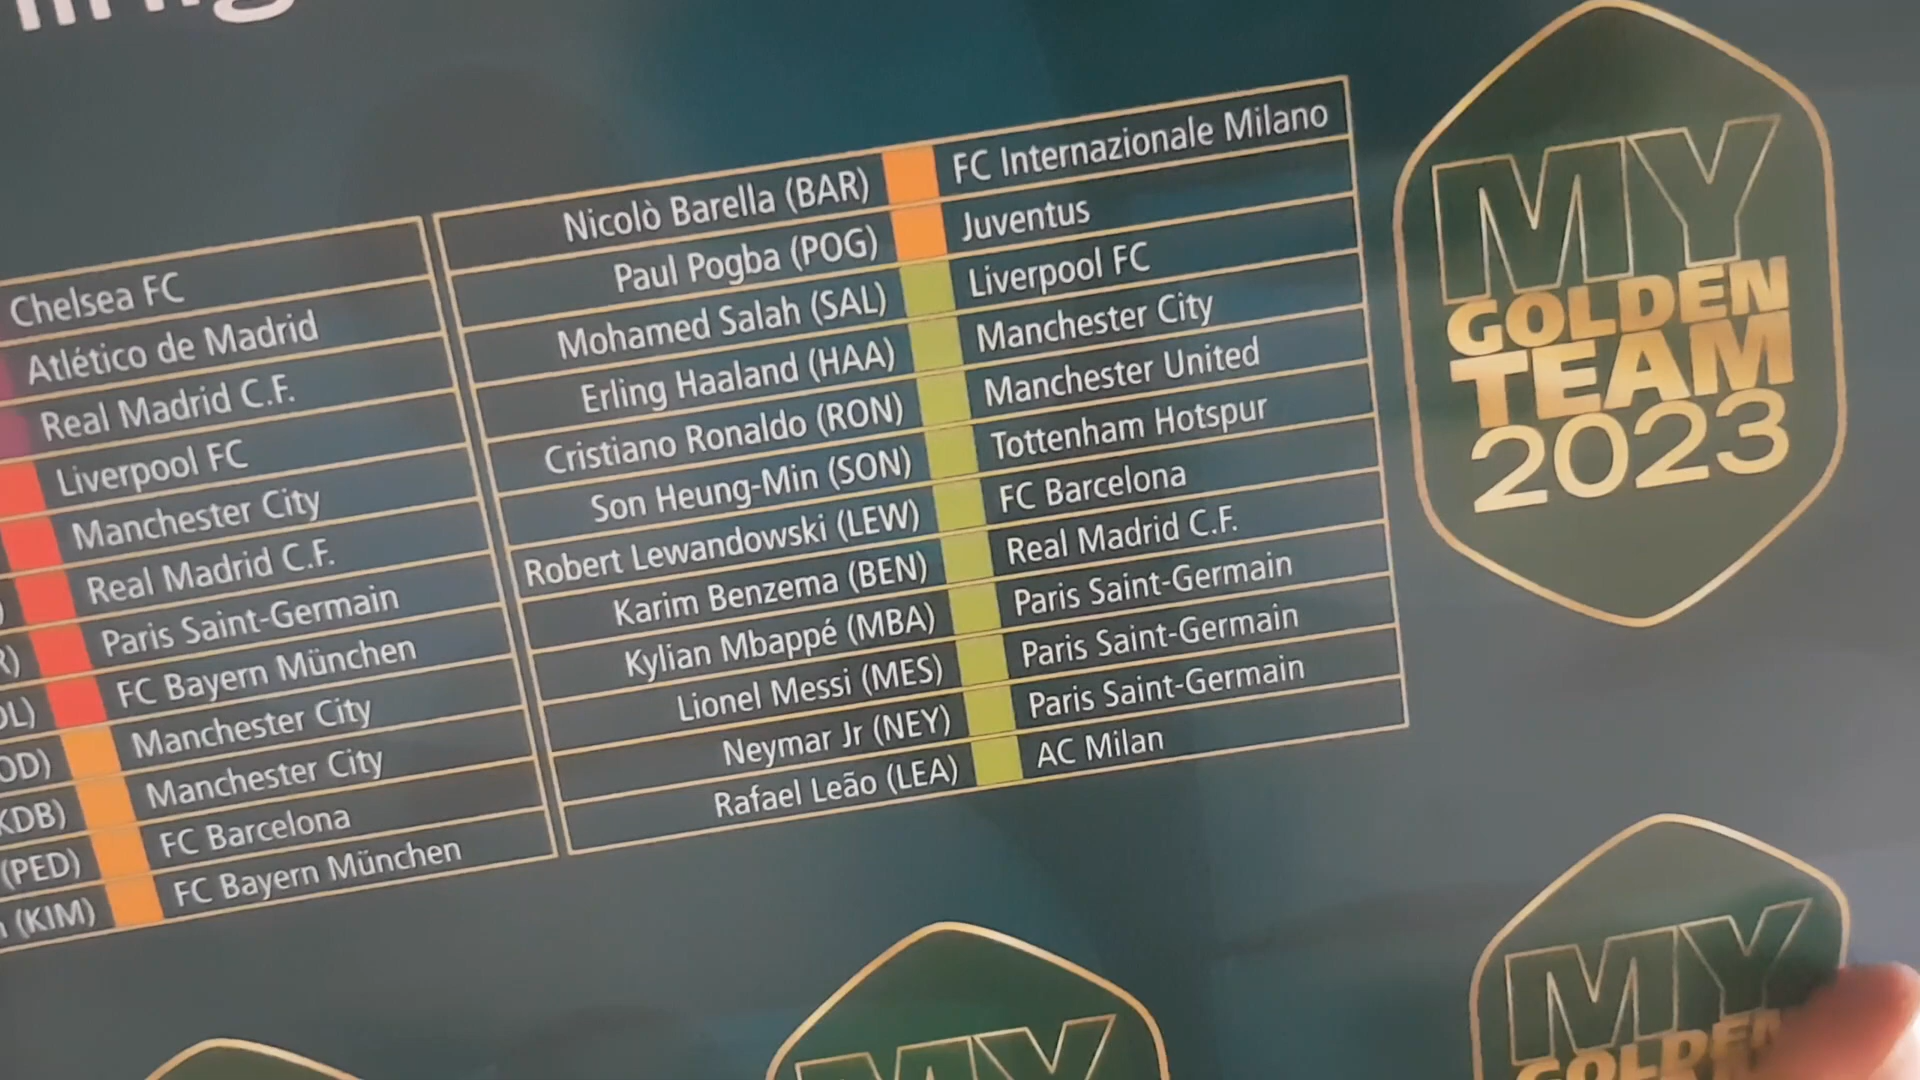 Chelsea FC
Atlético de Madrid
Real Madrid C.F.
Liverpool FC
Manchester City
Real Madrid C.F.
Paris Saint-Germain
FC Bayern München
Manchester City
(KDB) Manchester City
(PED) FC Barcelona
(KIM) FC Bayern München
Nicolò Barella (BAR) FC Internazionale Milano
Paul Pogba (POG) Juventus
Mohamed Salah (SAL) Liverpool FC
Erling Haaland (HAA) Manchester City
Cristiano Ronaldo (RON) Manchester United
Son Heung-Min (SON) Tottenham Hotspur
Robert Lewandowski (LEW) FC Barcelona
Karim Benzema (BEN) Real Madrid C.F.
Kylian Mbappé (MBA) Paris Saint-Germain
Lionel Messi (MES) Paris Saint-Germain
Neymar Jr (NEY) Paris Saint-Germain
Rafael Leão (LEA) AC Milan
MY
GOLDEN
TEAM
2023
MY
MY
GOLDEN